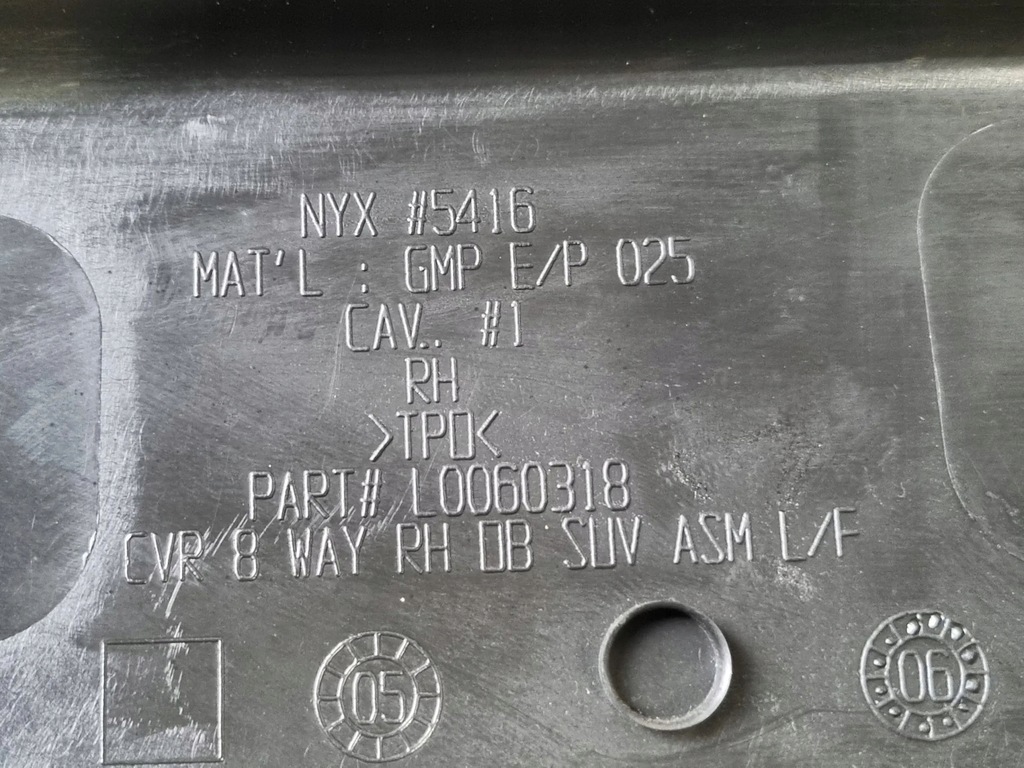 NYX #5416
MAT'L : GMP E/P 025
CAV.. #1
RH
>TPO<
PART# L0060318
CVR 8 WAY RH OB SUV ASM L/F
05
06